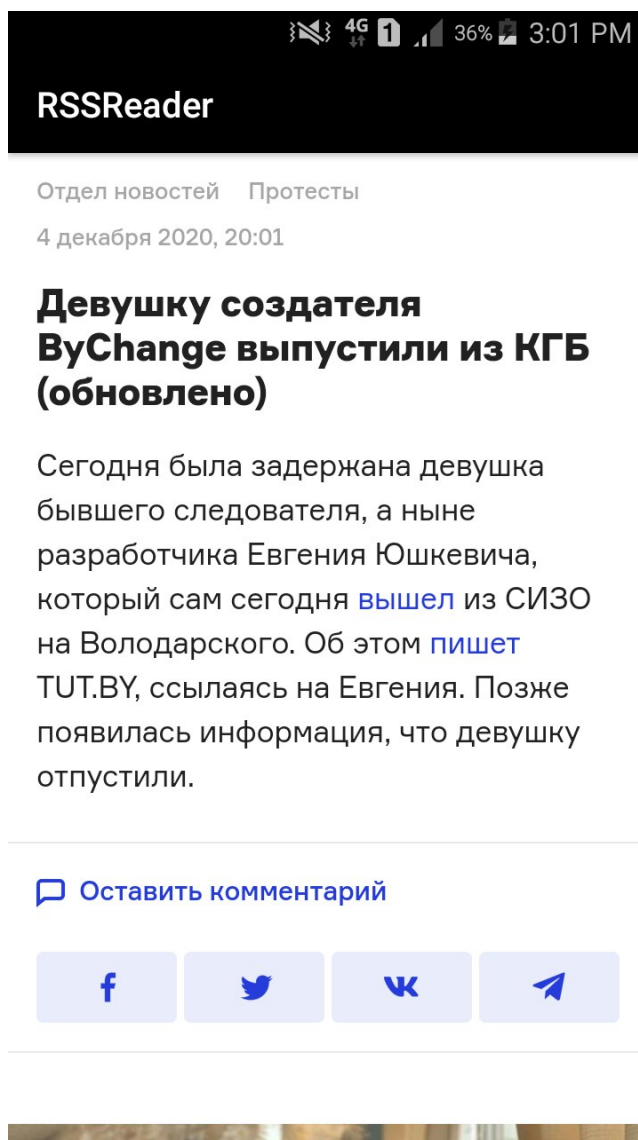 4G 1 36% 3:01 PM
RSSReader
Отдел новостей Протесты
4 декабря 2020, 20:01
Девушку создателя
ByChange выпустили из КГБ
(обновлено)
Сегодня была задержана девушка
бывшего следователя, а ныне
разработчика Евгения Юшкевича,
который сам сегодня вышел из СИЗО
на Володарского. Об этом пишет
TUT.BY, ссылаясь на Евгения. Позже
появилась информация, что девушку
отпустили.
Оставить комментарий